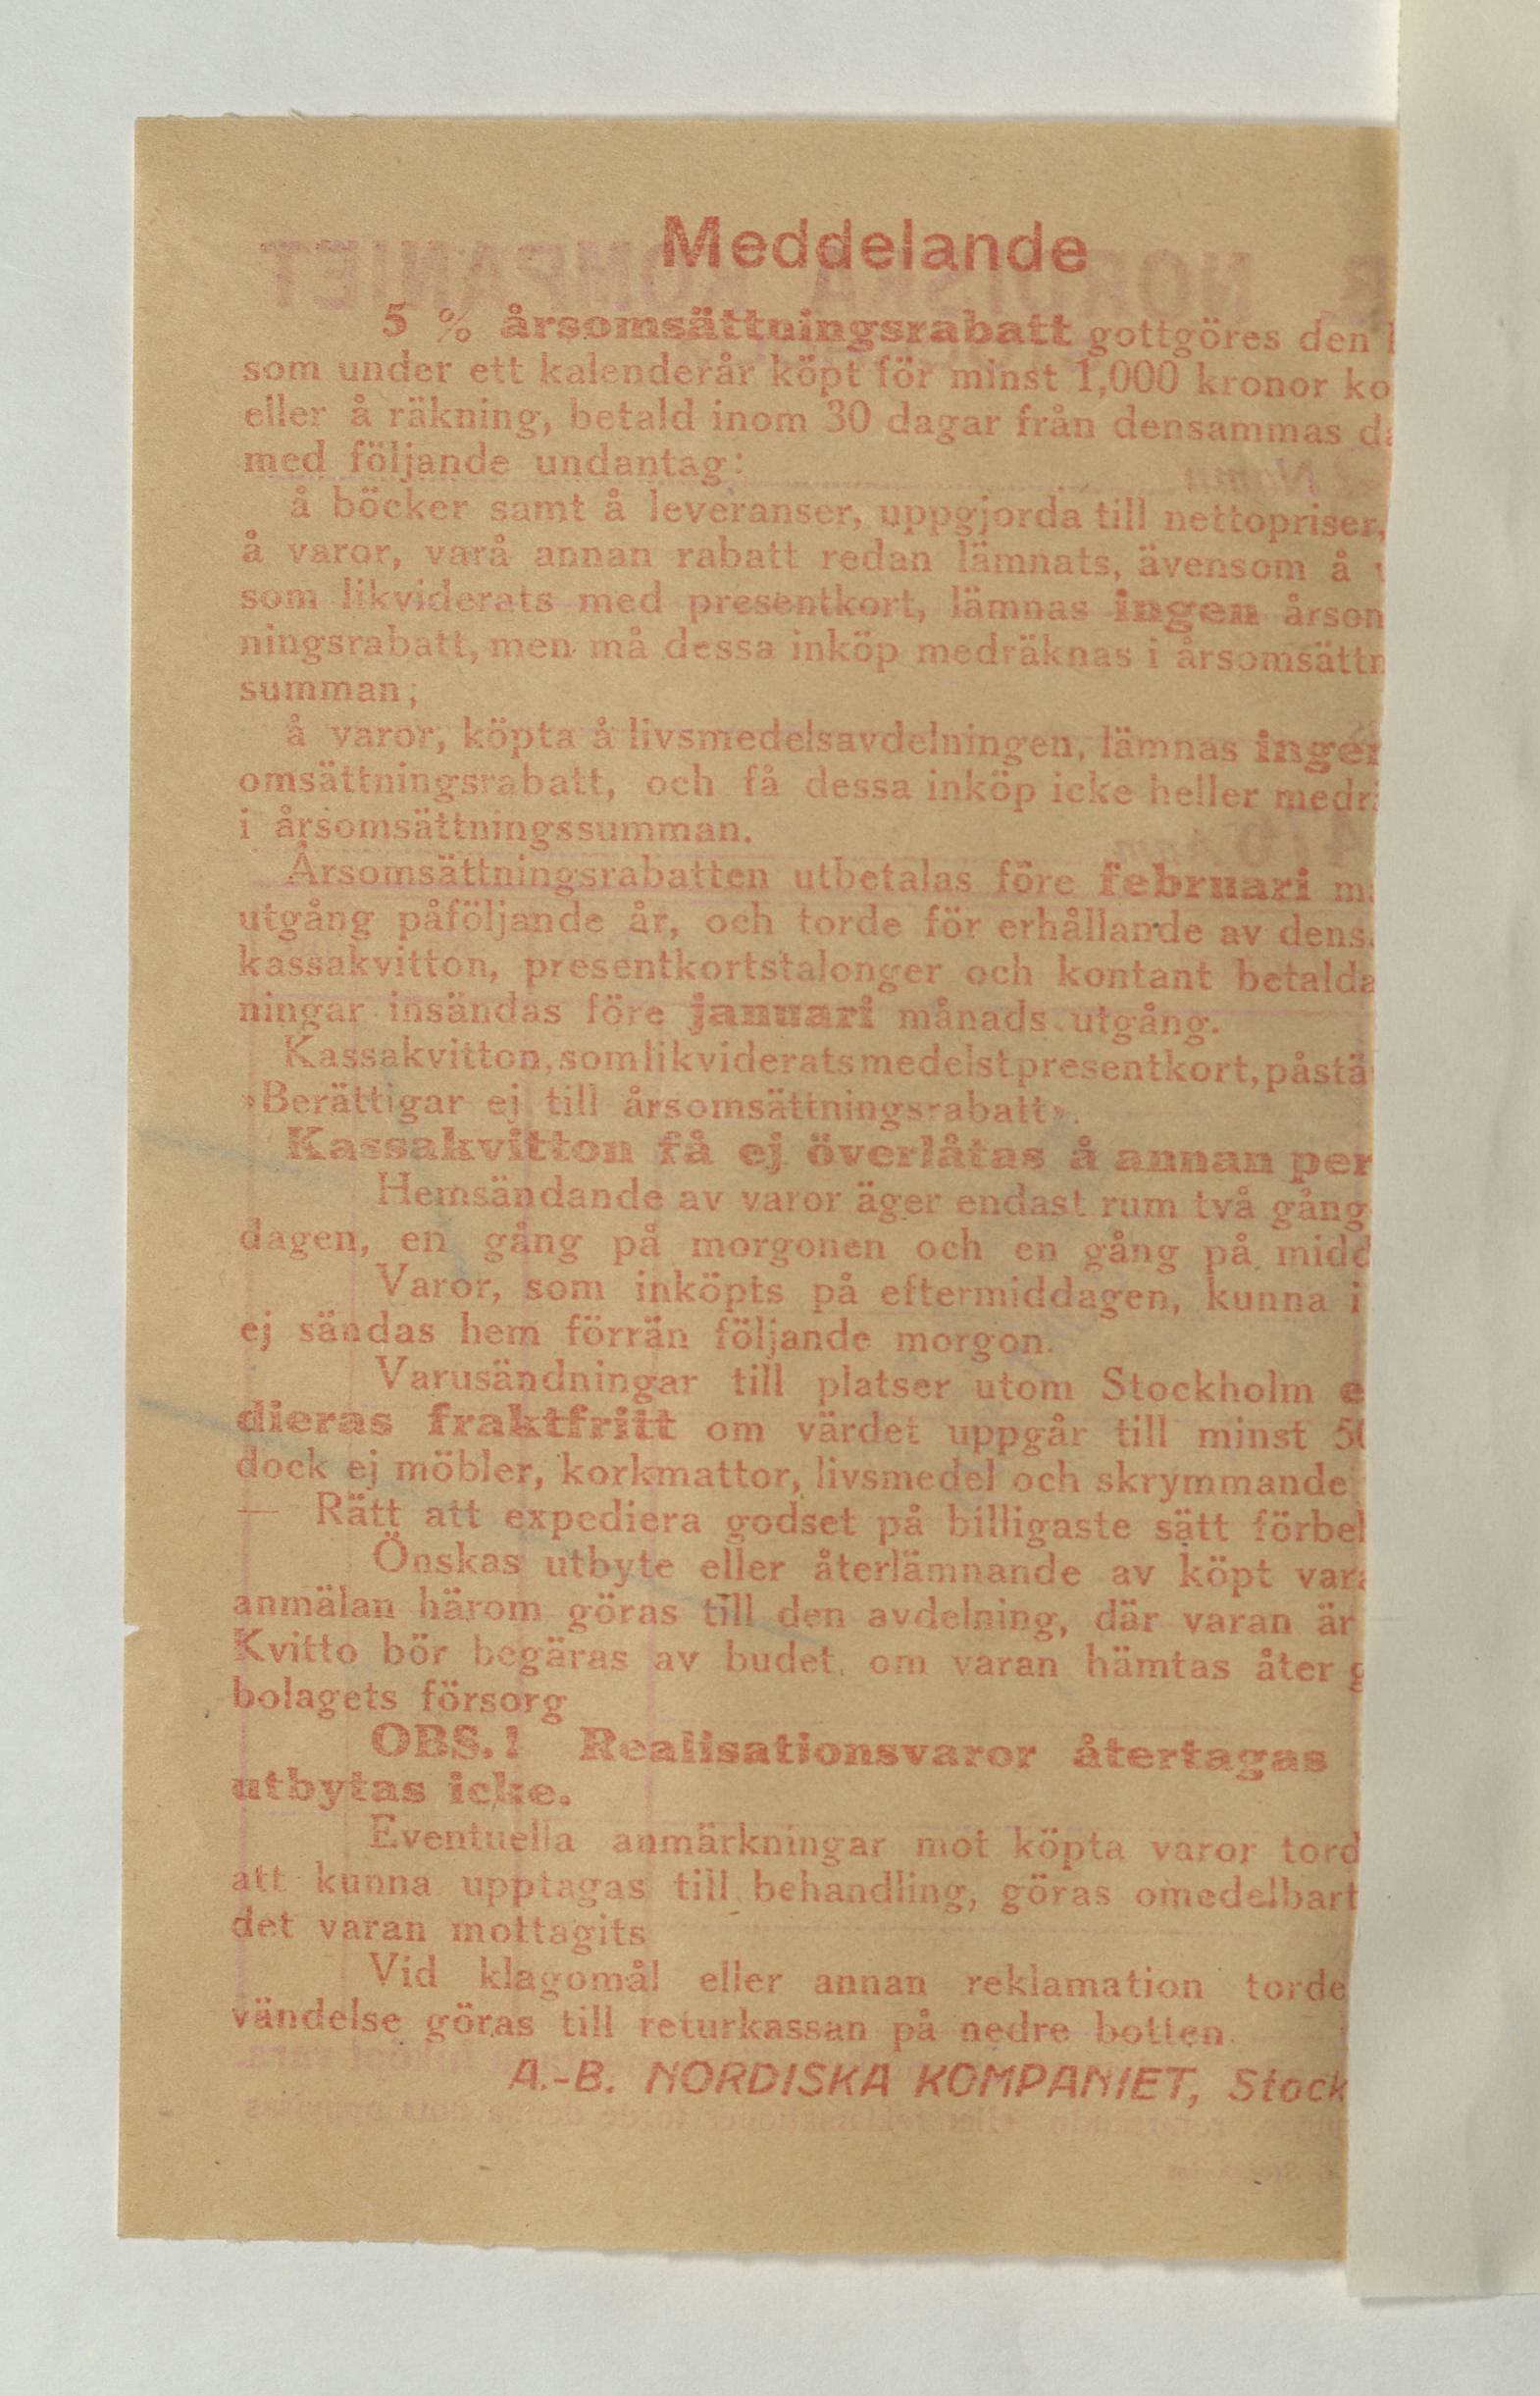 Meddelande
5 % årsomsättningsrabatt gottgöres den
som under ett kalenderår köpt för minst 1,000 kronor ko
eller å räkning, betald inom 30 dagar från densammas da
med följande undantag:
å böcker samt å leveranser, uppgjorda till nettopriser,
å varor, varå annan rabatt redan lämnats, ävensom å
som likviderats med presentkort, lämnas ingen årsom
ningsrabatt, men må dessa inköp medräknas i årsomsättn
summan;
å varor, köpta å livsmedelsavdelningen, lämnas ingen
omsättningsrabatt, och få dessa inköp icke heller medrä
i årsomsättningssumman.
Årsomsättningsrabatten utbetalas före februari må
utgång påföljande år, och torde för erhållande av densa
kassakvitton, presentkortstalonger och kontant betalda
ningar insändas före januari månads utgång.
Kassakvitton, som likviderats medelst presentkort, påstä
»Berättigar ej till årsomsättningsrabatt».
Kassakvitton få ej överlåtas å annan per
Hemsändande av varor äger endast rum två gång
dagen, en gång på morgonen och en gång på midd
Varor, som inköpts på eftermiddagen, kunna i
ej sändas hem förrän följande morgon.
Varusändningar till platser utom Stockholm e
dieras fraktfritt om värdet uppgår till minst 50
dock ej möbler, korkmattor, livsmedel och skrymmande
— Rätt att expediera godset på billigaste sätt förbeh
Önskas utbyte eller återlämnande av köpt vara
anmälan härom göras till den avdelning, där varan är
Kvitto bör begäras av budet, om varan hämtas åter g
bolagets försorg
OBS.! Realisationsvaror återtagas
utbytas icke.
Eventuella anmärkningar mot köpta varor tord
att kunna upptagas till behandling, göras omedelbart
det varan mottagits
Vid klagomål eller annan reklamation torde
vändelse göras till returkassan på nedre botten.
A.-B. NORDISKA KOMPANIET, Stock